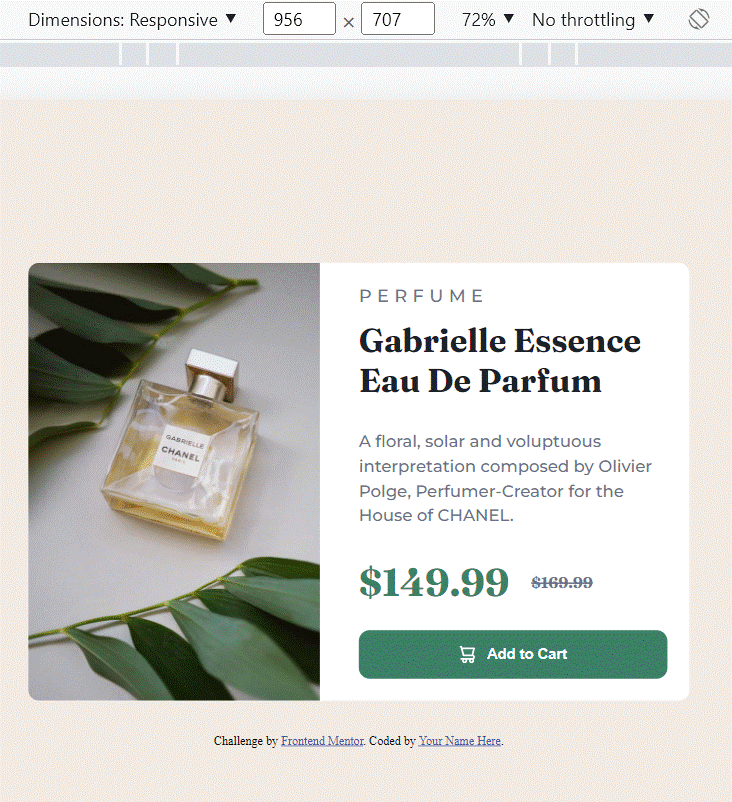 Dimensions: Responsive ▼ 956 × 707 72% ▼ No throttling ▼
PERFUME
Gabrielle Essence
Eau De Parfum
GABRIELLE
CHANEL
PARIS
A floral, solar and voluptuous
interpretation composed by Olivier
Polge, Perfumer-Creator for the
House of CHANEL.
$149.99 $169.99
Add to Cart
Challenge by Frontend Mentor. Coded by Your Name Here.